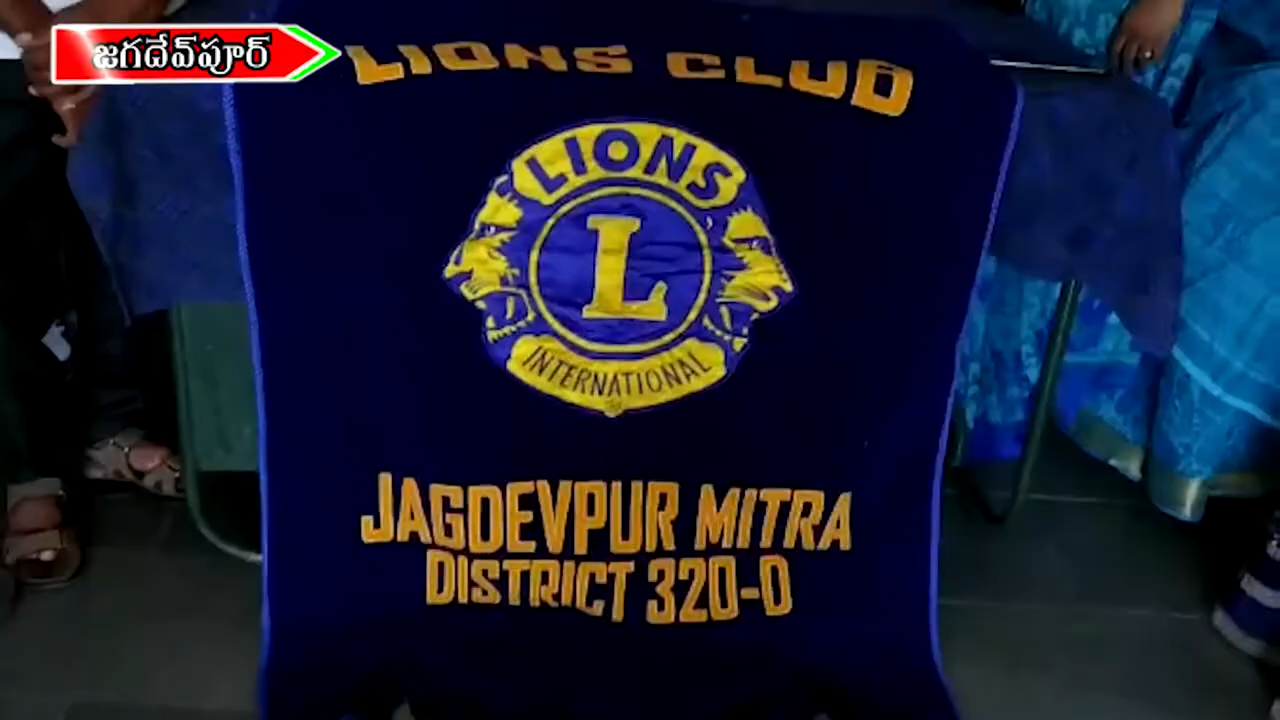 జగదేవ్‌పూర్
LIONS CLUB
LIONS
L
INTERNATIONAL
JAGDEVPUR MITRA
DISTRICT 320-D